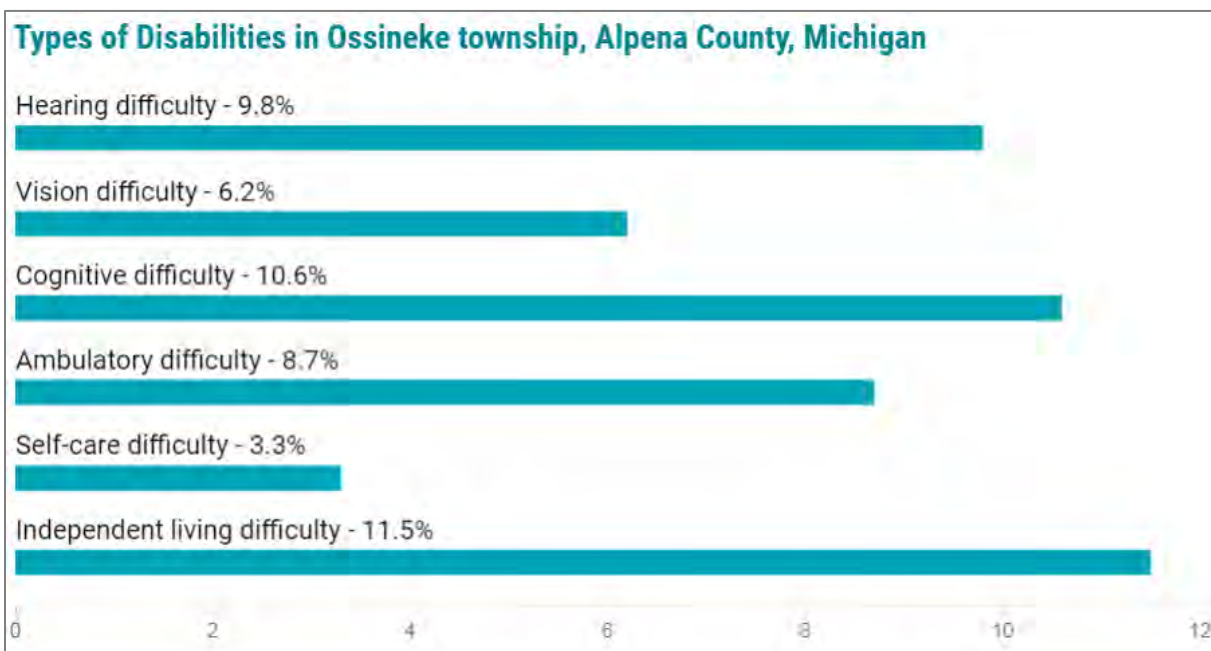 Types of Disabilities in Ossineke township, Alpena County, Michigan
Hearing difficulty - 9.8%
Vision difficulty - 6.2%
Cognitive difficulty - 10.6%
Ambulatory difficulty - 8.7%
Self-care difficulty - 3.3%
Independent living difficulty - 11.5%
0 2 4 6 8 10 12